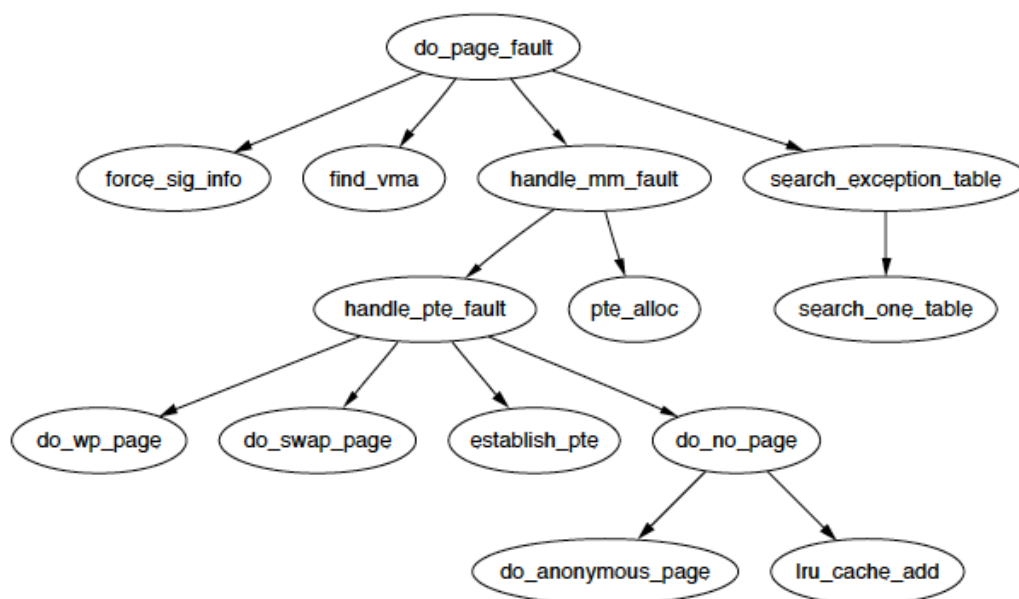 do_page_fault
force_sig_info
find_vma
handle_mm_fault
search_exception_table
handle_pte_fault
pte_alloc
search_one_table
do_wp_page
do_swap_page
establish_pte
do_no_page
do_anonymous_page
lru_cache_add